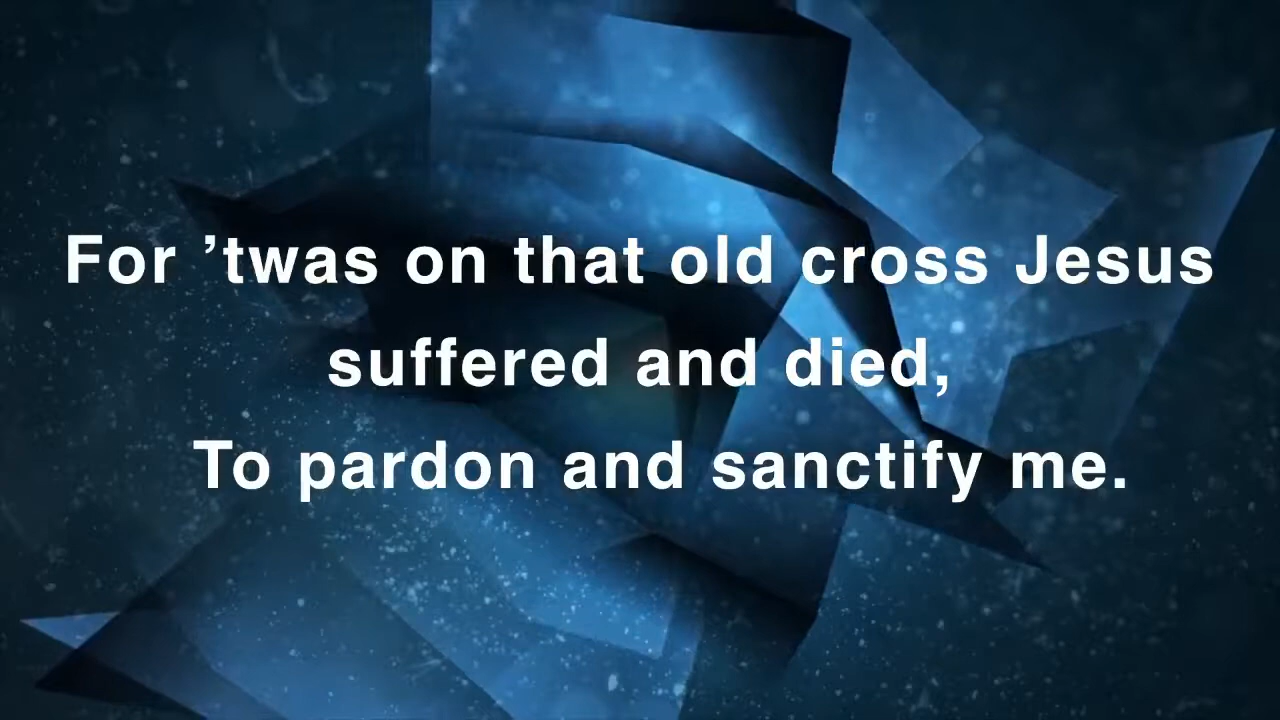 For ’twas on that old cross Jesus
suffered and died,
To pardon and sanctify me.